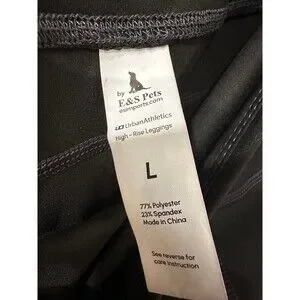 by
E&S Pets
esimports.com
UrbanAthletics
High - Rise Leggings
L
77% Polyester
23% Spandex
Made in China
See reverse for
care instruction